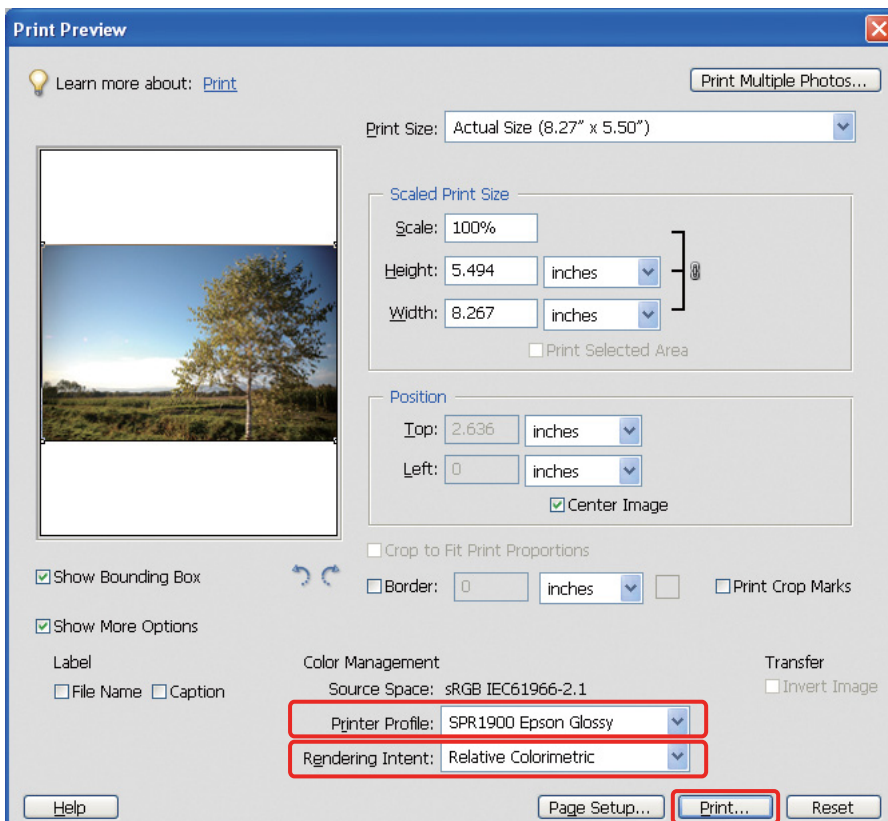 Print Preview
Learn more about: Print
Print Multiple Photos...
Print Size: Actual Size (8.27" x 5.50")
Scaled Print Size
Scale: 100%
Height: 5.494 inches
Width: 8.267 inches
Print Selected Area
Position
Top: 2.636 inches
Left: 0 inches
Center Image
Crop to Fit Print Proportions
Show Bounding Box
Border: 0 inches
Print Crop Marks
Show More Options
Label
File Name Caption
Color Management
Source Space: sRGB IEC61966-2.1
Printer Profile: SPR1900 Epson Glossy
Rendering Intent: Relative Colorimetric
Transfer
Invert Image
Help
Page Setup...
Print...
Reset